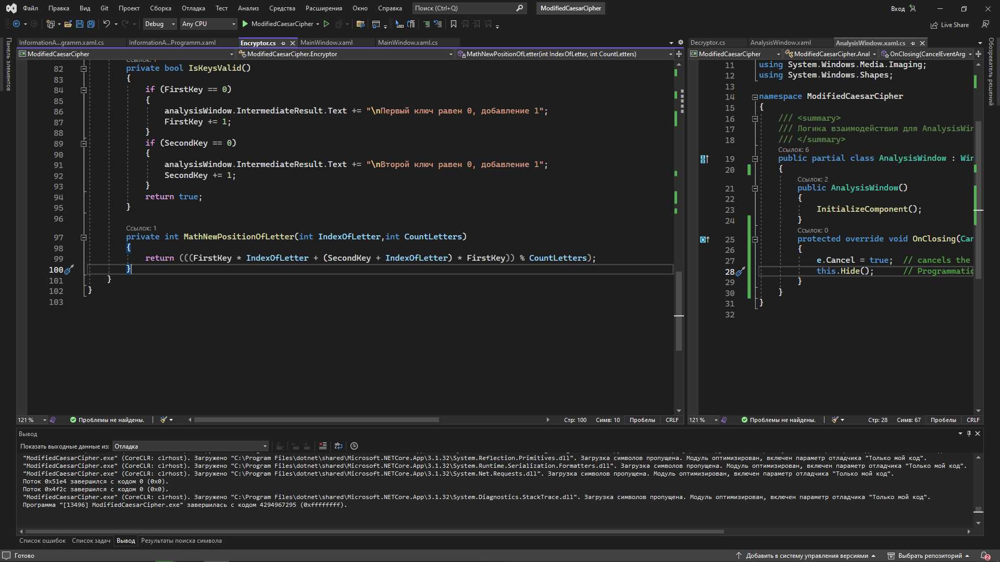 Файл Правка Вид Git Проект Сборка Отладка Тест Анализ Средства Расширения Окно Справка Поиск (Ctrl+Q) ModifiedCaesarCipher Вход
Debug Any CPU ModifiedCaesarCipher Live Share
Панель элементов
InformationA...gramm.xaml.cs InformationA...Programm.xaml Encryptor.cs MainWindow.xaml MainWindow.xaml.cs
ModifiedCaesarCipher ModifiedCaesarCipher.Encryptor MathNewPositionOfLetter(int IndexOfLetter, int CountLetters)
Ссылок: 1
82 private bool IsKeysValid()
83 {
84 if (FirstKey == 0)
85 {
86 analysisWindow.IntermediateResult.Text += "\nПервый ключ равен 0, добавление 1";
87 FirstKey += 1;
88 }
89 if (SecondKey == 0)
90 {
91 analysisWindow.IntermediateResult.Text += "\nВторой ключ равен 0, добавление 1";
92 SecondKey += 1;
93 }
94 return true;
95 }
96
Ссылок: 1
97 private int MathNewPositionOfLetter(int IndexOfLetter,int CountLetters)
98 {
99 return (((FirstKey * IndexOfLetter + (SecondKey + IndexOfLetter) * FirstKey)) % CountLetters);
100 }
101 }
102 }
103
121 % Проблемы не найдены. Стр: 100 Симв: 10 Пробелы CRLF
Decryptor.cs AnalysisWindow.xaml AnalysisWindow.xaml.cs
ModifiedCaesarCipher ModifiedCaesarCipher.Anal OnClosing(CancelEventArg
11 using System.Windows.Media.Imaging;
12 using System.Windows.Shapes;
13
14 namespace ModifiedCaesarCipher
15 {
16 /// <summary>
17 /// Логика взаимодействия для AnalysisWin
18 /// </summary>
Ссылок: 6
19 public partial class AnalysisWindow : Win
20 {
Ссылок: 2
21 public AnalysisWindow()
22 {
23 InitializeComponent();
24 }
Ссылок: 0
25 protected override void OnClosing(Can
26 {
27 e.Cancel = true; // cancels the
28 this.Hide(); // Programmatic
29 }
30 }
31 }
32
121 % Проблемы не найдены. Стр: 28 Симв: 67 Пробелы CRLF
Обозреватель решений
Вывод
Показать выходные данные из: Отладка
"ModifiedCaesarCipher.exe" (CoreCLR: clrhost). Загружено "C:\Program Files\dotnet\shared\Microsoft.NETCore.App\3.1.32\System.Reflection.Primitives.dll". Загрузка символов пропущена. Модуль оптимизирован, включен параметр отладчика "Только мой код".
"ModifiedCaesarCipher.exe" (CoreCLR: clrhost). Загружено "C:\Program Files\dotnet\shared\Microsoft.NETCore.App\3.1.32\System.Runtime.Serialization.Formatters.dll". Загрузка символов пропущена. Модуль оптимизирован, включен параметр отладчика "Только мой код".
"ModifiedCaesarCipher.exe" (CoreCLR: clrhost). Загружено "C:\Program Files\dotnet\shared\Microsoft.NETCore.App\3.1.32\System.Net.Requests.dll". Загрузка символов пропущена. Модуль оптимизирован, включен параметр отладчика "Только мой код".
Поток 0x51e4 завершился с кодом 0 (0x0).
Поток 0x4f2c завершился с кодом 0 (0x0).
"ModifiedCaesarCipher.exe" (CoreCLR: clrhost). Загружено "C:\Program Files\dotnet\shared\Microsoft.NETCore.App\3.1.32\System.Diagnostics.StackTrace.dll". Загрузка символов пропущена. Модуль оптимизирован, включен параметр отладчика "Только мой код".
Программа "[13496] ModifiedCaesarCipher.exe" завершилась с кодом 4294967295 (0xffffffff).
Список ошибок Список задач Вывод Результаты поиска символа
Готово Добавить в систему управления версиями Выбрать репозиторий 2